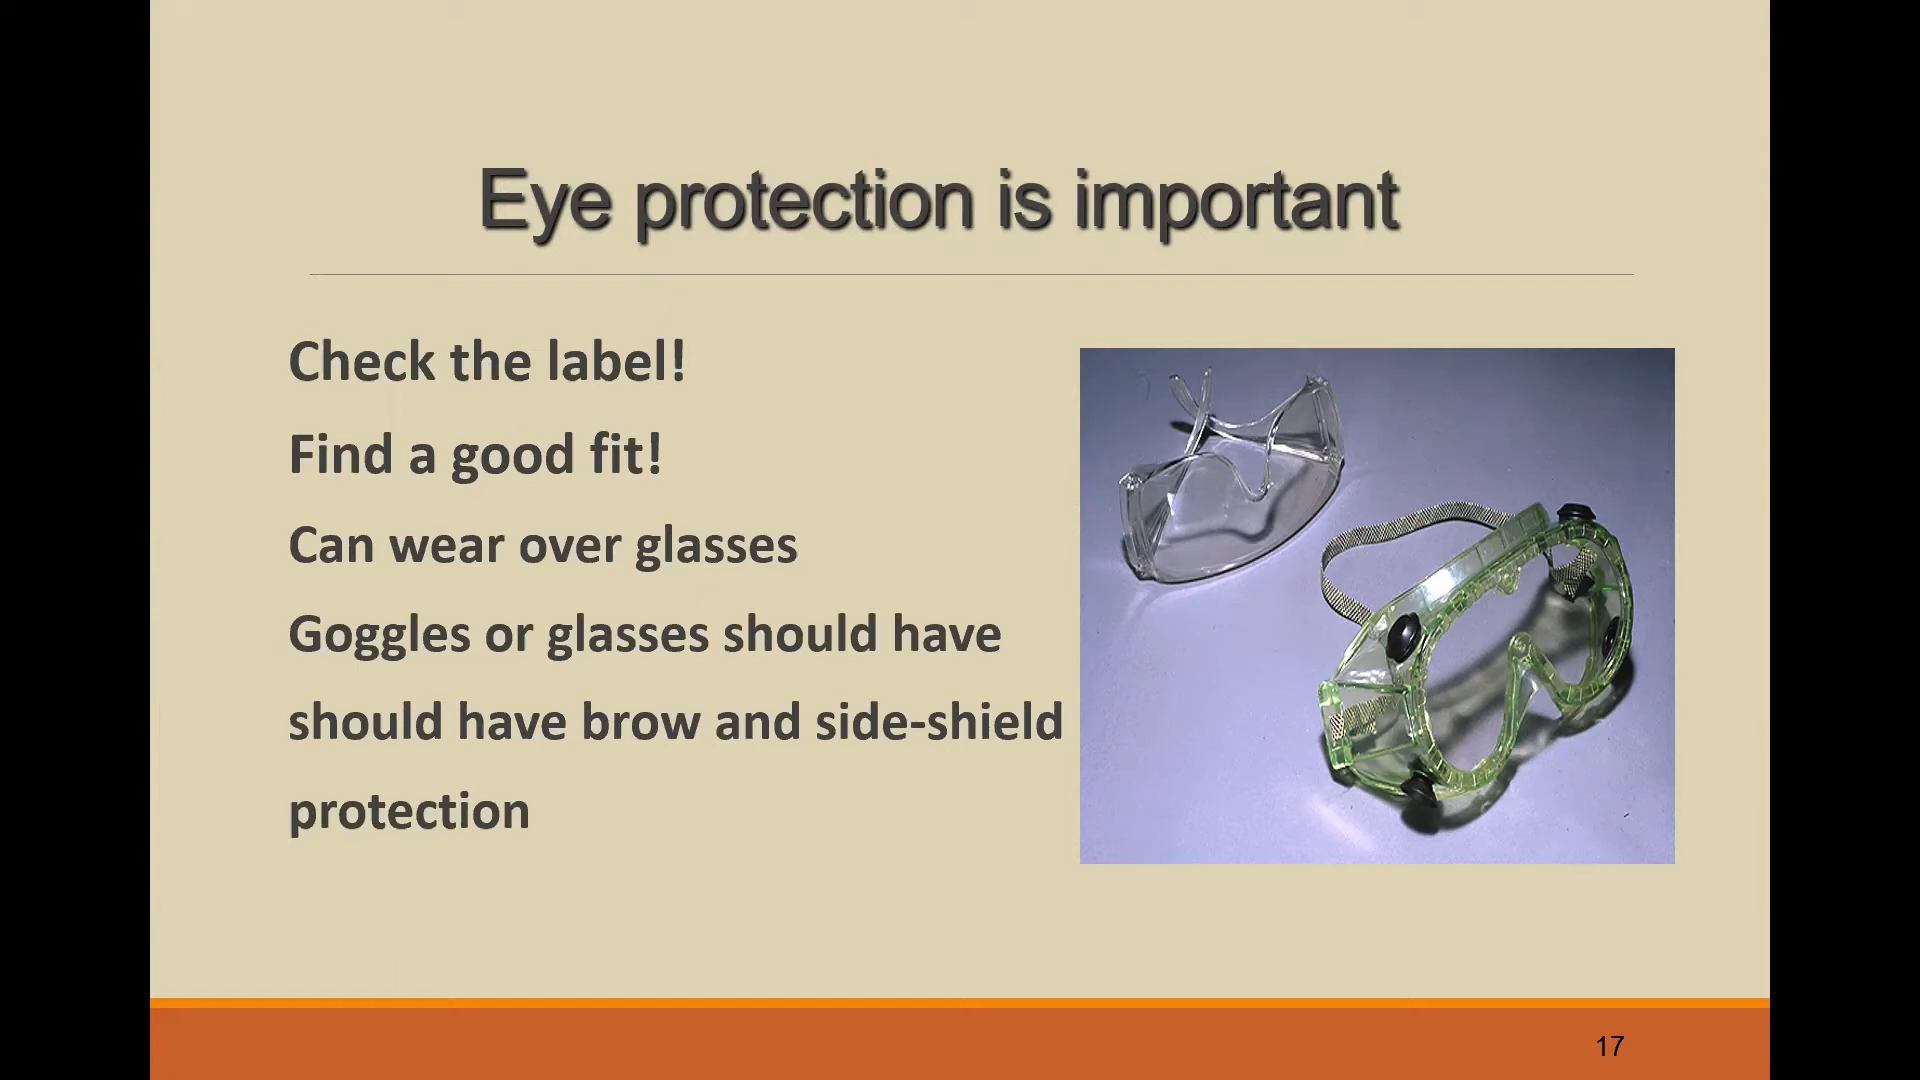 Eye protection is important
Check the label!
Find a good fit!
Can wear over glasses
Goggles or glasses should have
should have brow and side-shield
protection
17